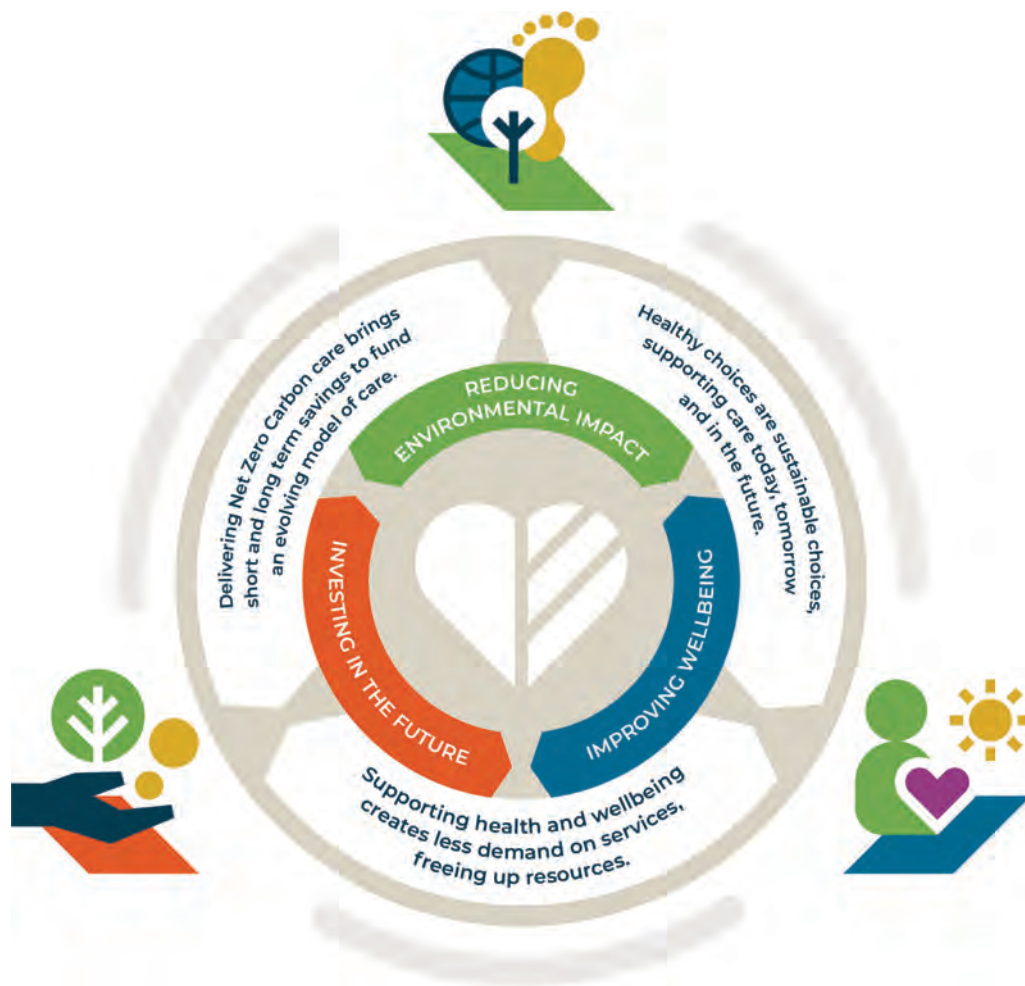 REDUCING
ENVIRONMENTAL IMPACT
Healthy choices are sustainable choices,
supporting care today, tomorrow
and in the future.
IMPROVING WELLBEING
Supporting health and wellbeing
creates less demand on services,
freeing up resources.
INVESTING IN THE FUTURE
Delivering Net Zero Carbon care brings
short and long term savings to fund
an evolving model of care.